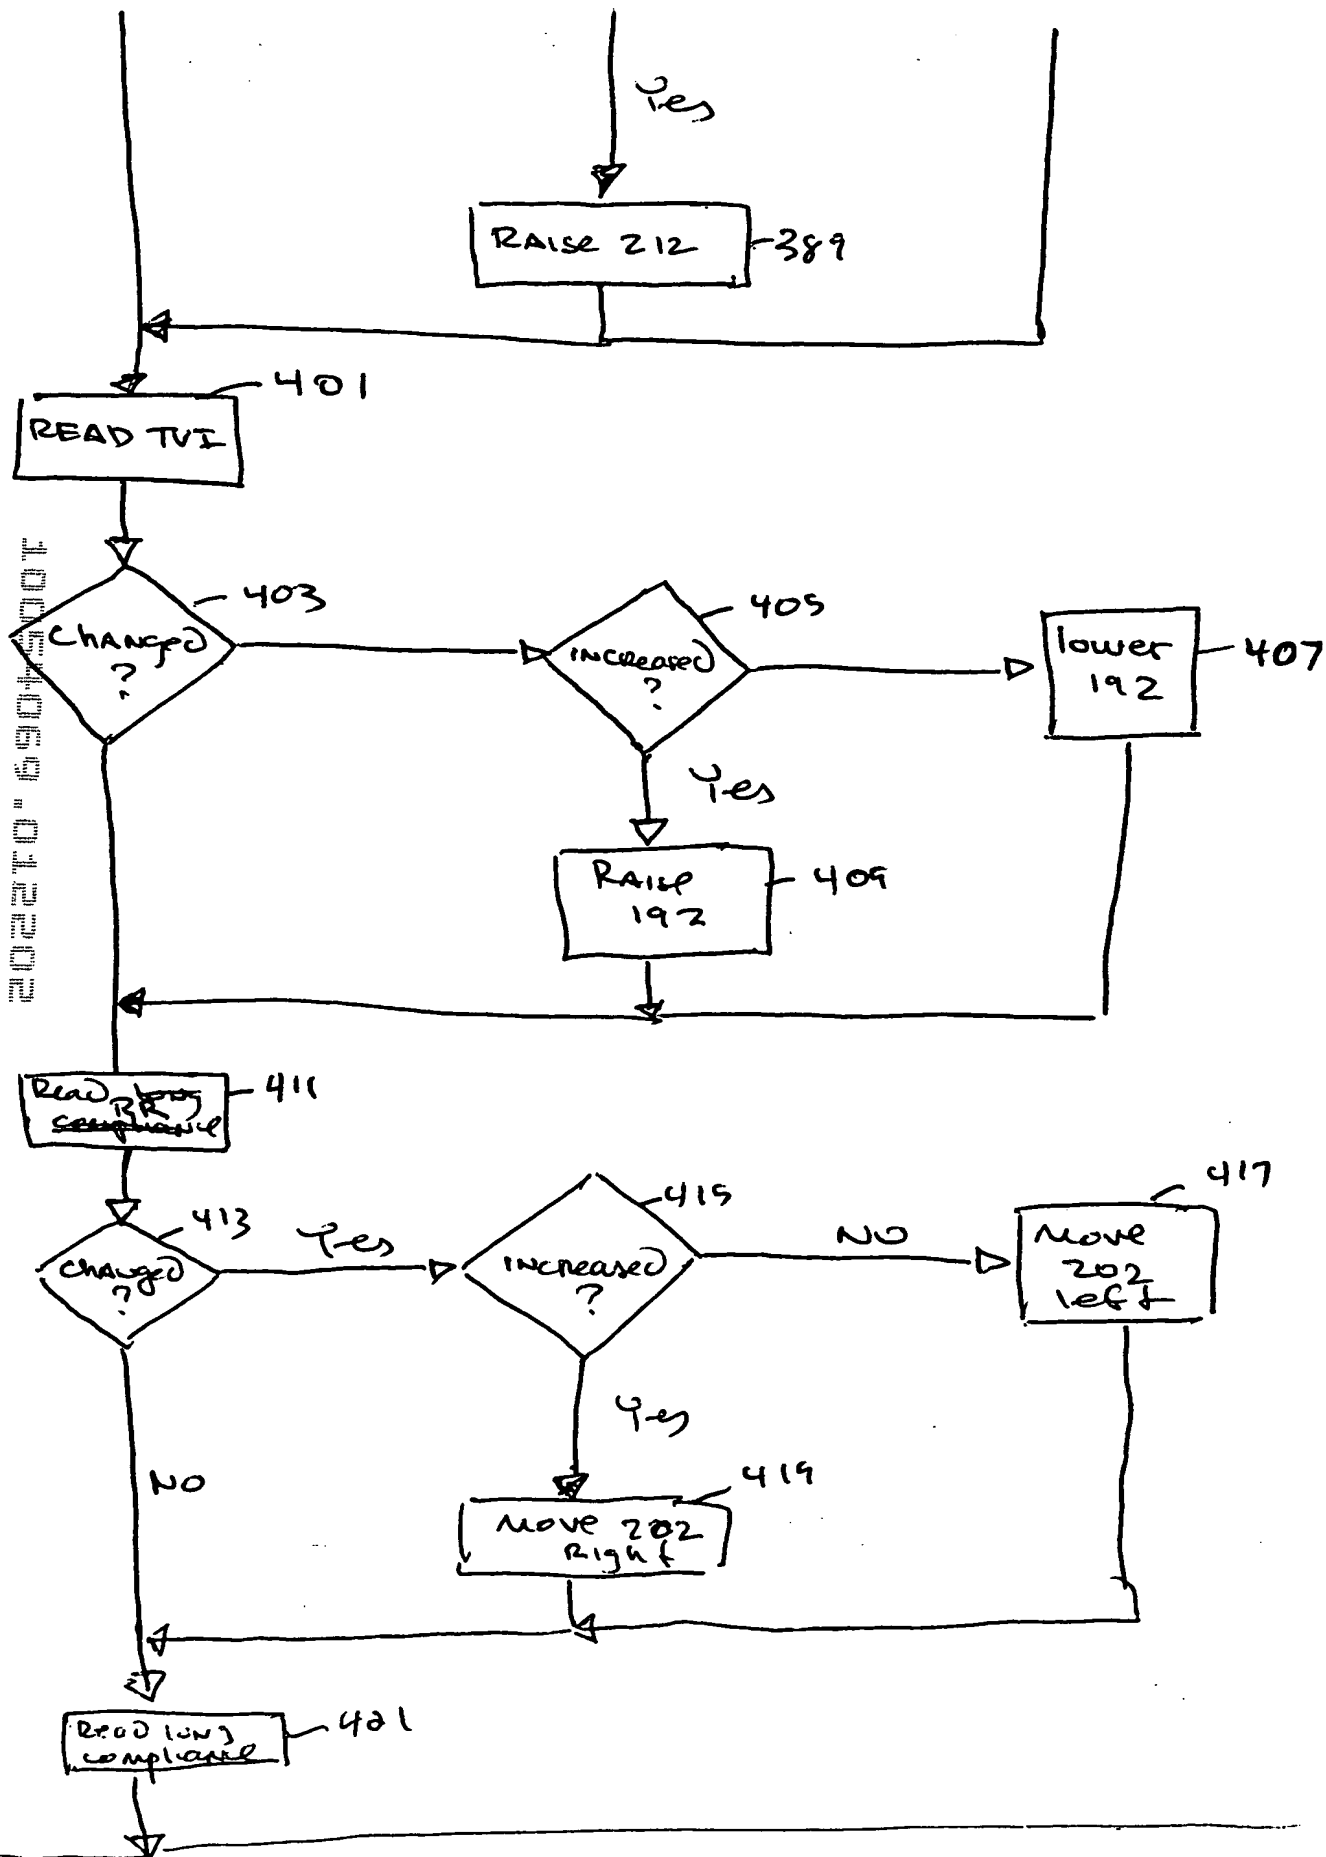 Yes
RAISE 212
389
401
READ TVI
403
CHANGED
?
405
INCREASED
?
lower
192
407
Yes
RAISE
192
409
411
Read long
RR
compliance
413
changed
?
Yes
415
INCREASED
?
NO
417
Move
202
left
Yes
NO
419
Move 202
Right
421
READ lung
compliance
10054059.012202